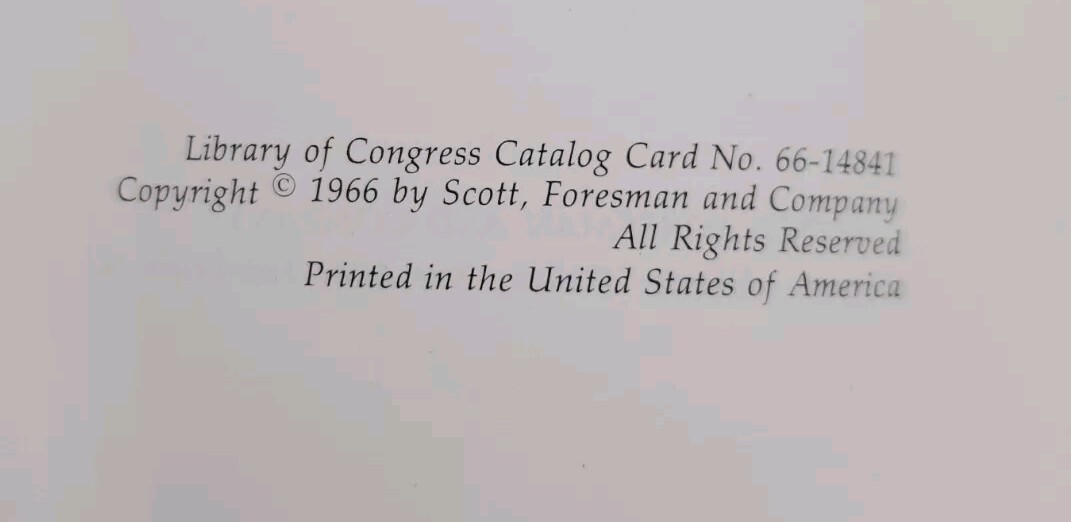 Library of Congress Catalog Card No. 66-14841
Copyright © 1966 by Scott, Foresman and Company
All Rights Reserved
Printed in the United States of America